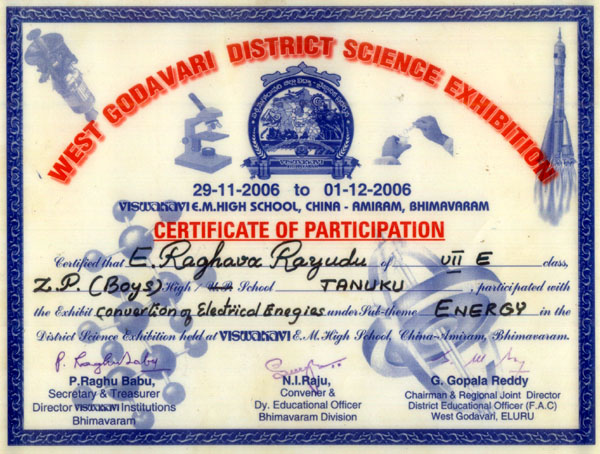 WEST GODAVARI DISTRICT SCIENCE EXHIBITION
VISWAKAVI
29-11-2006 to 01-12-2006
VISWAKAVI E.M. HIGH SCHOOL, CHINA - AMIRAM, BHIMAVARAM
CERTIFICATE OF PARTICIPATION
Certified that E. Raghava Rayudu of VII E class,
Z.P. (Boys) High / U.P. School TANUKU, participated with
the Exhibit convertion of Electrical Enegies under Sub-theme ENERGY in the
District Science Exhibition held at VISWAKAVI E.M. High School, China-Amiram, Bhimavaram.
P. Raghu Babu
P.Raghu Babu, N.I.Raju, G. Gopala Reddy
Secretary & Treasurer Convener & Chairman & Regional Joint Director
Director VISWAKAVI Institutions Dy. Educational Officer District Educational Officer (F.A.C)
Bhimavaram Bhimavaram Division West Godavari, ELURU